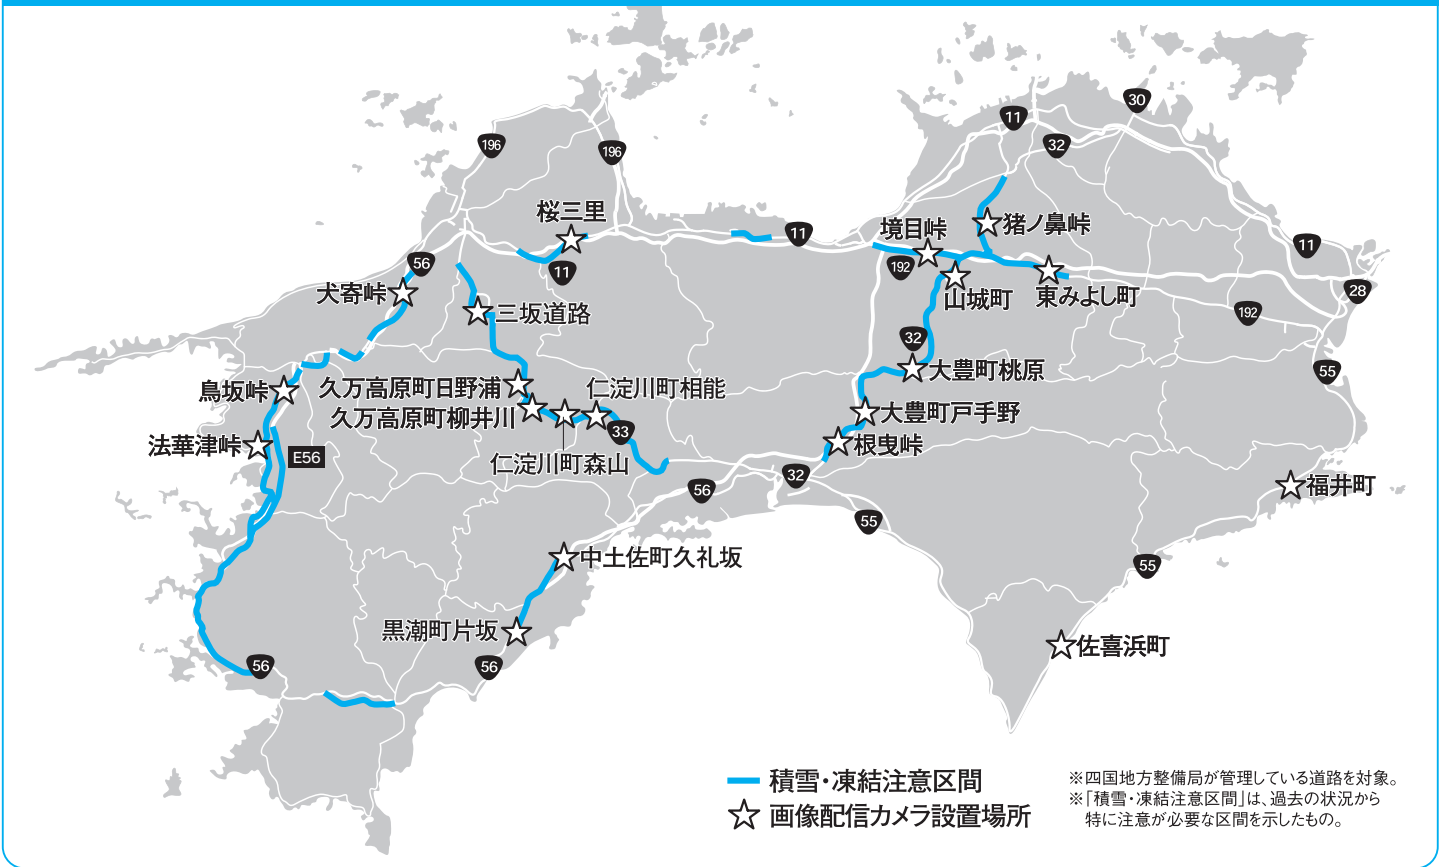 30
11
196
196
32
桜三里
猪ノ鼻峠
境目峠
11
11
56
11
192
犬寄峠
山城町
東みよし町
28
三坂道路
192
32
大豊町桃原
55
鳥坂峠
久万高原町日野浦
仁淀川町相能
久万高原町柳井川
大豊町戸手野
33
法華津峠
E56
仁淀川町森山
根曳峠
32
56
福井町
55
中土佐町久礼坂
55
黒潮町片坂
佐喜浜町
56
56
積雪・凍結注意区間
画像配信カメラ設置場所
※四国地方整備局が管理している道路を対象。
※「積雪・凍結注意区間」は、過去の状況から
特に注意が必要な区間を示したもの。